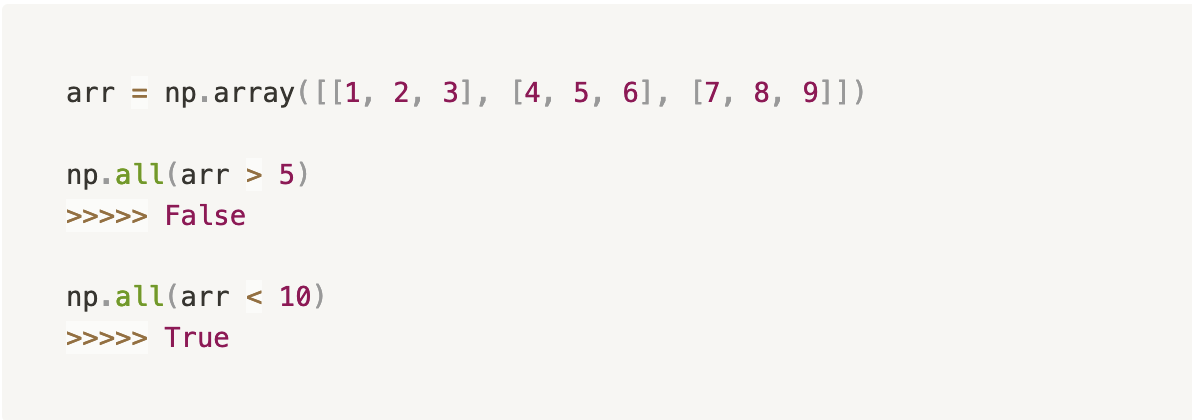 arr = np.array([[1, 2, 3], [4, 5, 6], [7, 8, 9]])
np.all(arr > 5)
>>>>> False
np.all(arr < 10)
>>>>> True